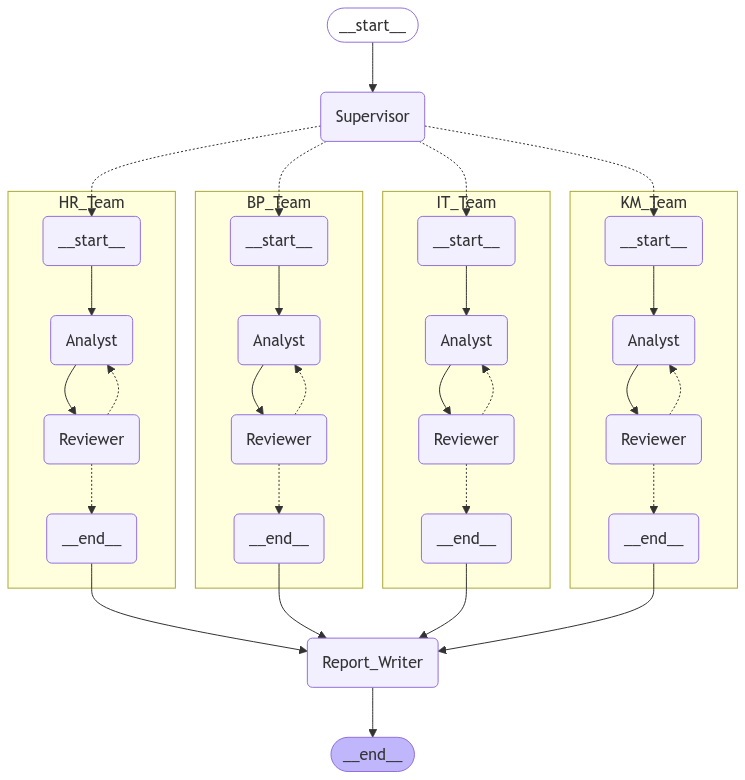 __start__
Supervisor
HR_Team
BP_Team
IT_Team
KM_Team
__start__
__start__
__start__
__start__
Analyst
Analyst
Analyst
Analyst
Reviewer
Reviewer
Reviewer
Reviewer
__end__
__end__
__end__
__end__
Report_Writer
__end__